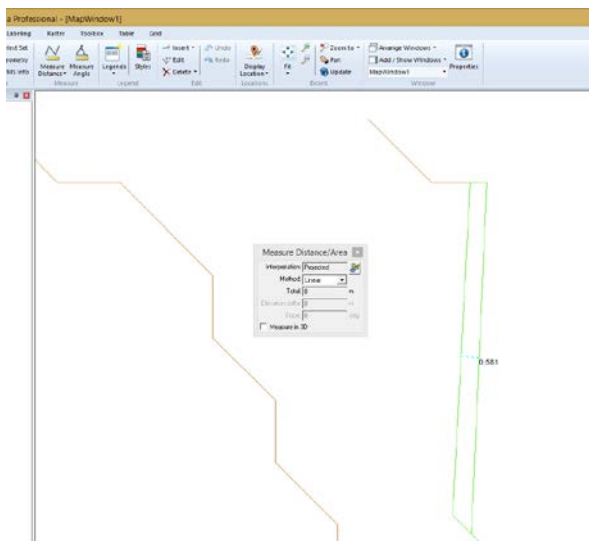 a Professional - [MapWindow1]
Labeling Raster Toolbox Table Grid
Measure Distance Measure Angle Legends Styles Insert Edit Delete Undo Redo Display Location Fit Zoom to Pan Update Arrange Windows Add / Show Windows MapWindow1 Properties
Measure Legend Edit Locations Extent Window
Measure Distance/Area
Interpretation: Projected
Method: Linear
Total: 0 m
Measure in 3D
0.581